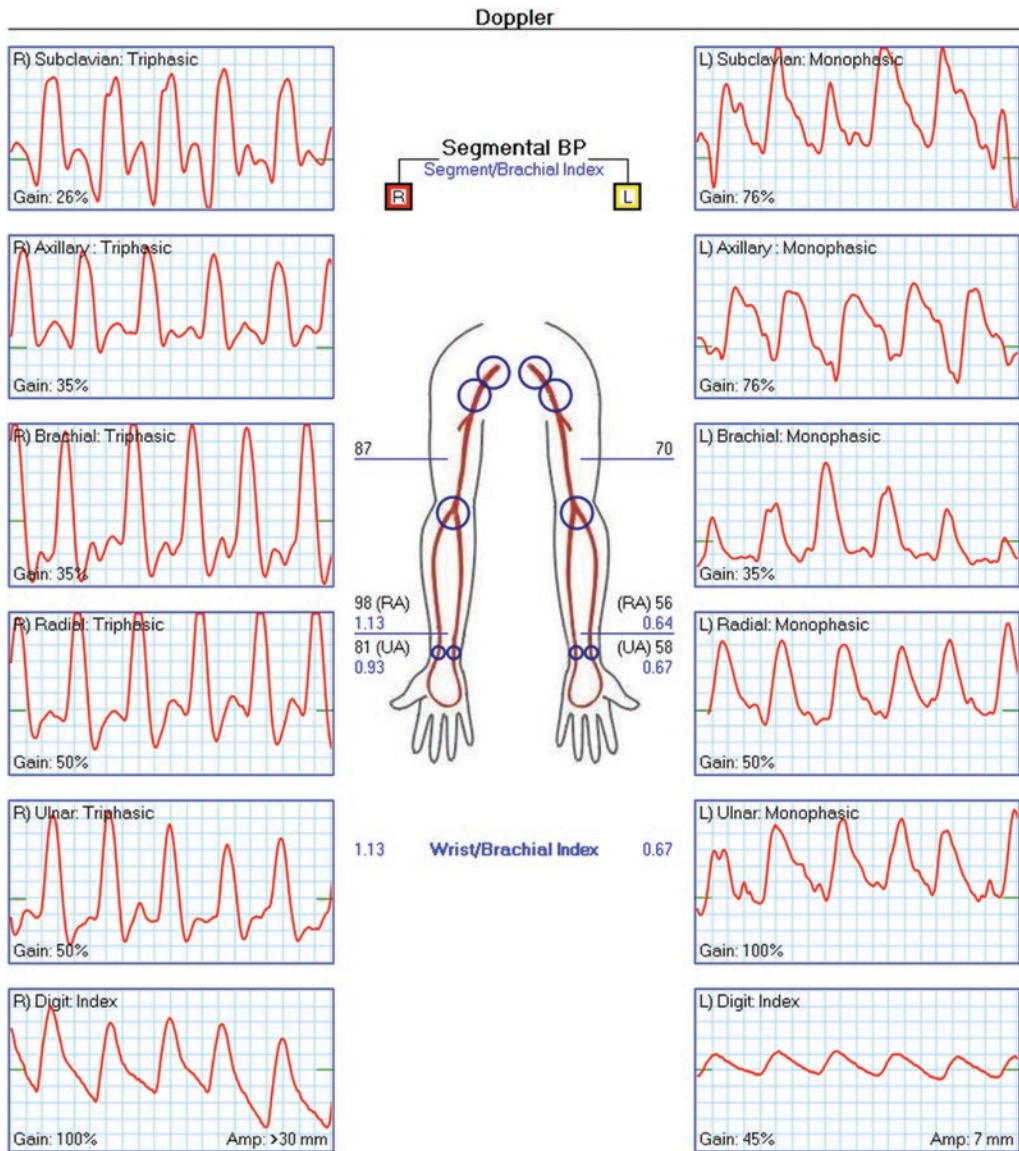 Doppler
R) Subclavian: Triphasic
Gain: 26%
R) Axillary : Triphasic
Gain: 35%
R) Brachial: Triphasic
Gain: 35%
R) Radial: Triphasic
Gain: 50%
R) Ulnar: Triphasic
Gain: 50%
R) Digit: Index
Gain: 100%
Amp: >30 mm
Segmental BP
Segment/Brachial Index
R
L
87
70
98 (RA)
1.13
81 (UA)
0.93
(RA) 56
0.64
(UA) 58
0.67
1.13 Wrist/Brachial Index 0.67
L) Subclavian: Monophasic
Gain: 76%
L) Axillary : Monophasic
Gain: 76%
L) Brachial: Monophasic
Gain: 35%
L) Radial: Monophasic
Gain: 50%
L) Ulnar: Monophasic
Gain: 100%
L) Digit: Index
Gain: 45%
Amp: 7 mm